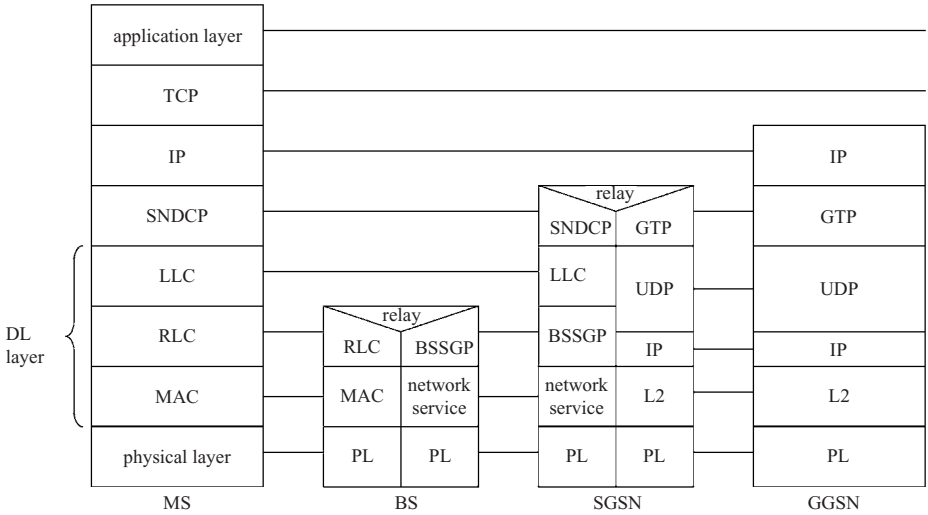 application layer
TCP
IP
SNDCP
LLC
RLC
MAC
physical layer
MS
DL
layer
relay
RLC
BSSGP
MAC
network
service
PL
PL
BS
relay
SNDCP
GTP
LLC
UDP
BSSGP
IP
network
service
L2
PL
PL
SGSN
IP
GTP
UDP
IP
L2
PL
GGSN